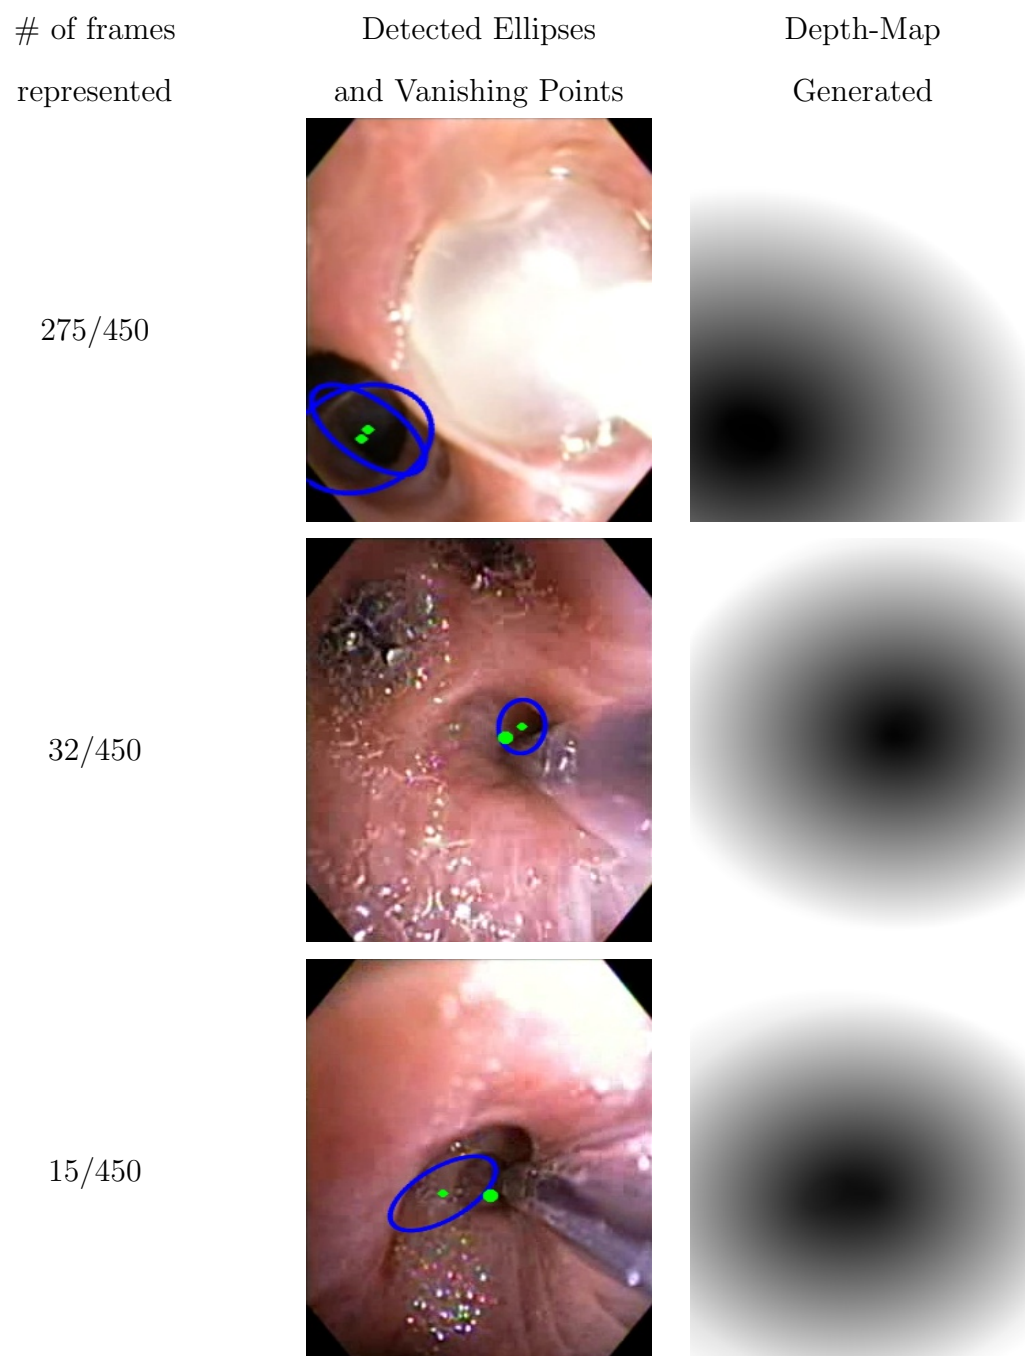 # of frames
represented
Detected Ellipses
and Vanishing Points
Depth-Map
Generated
275/450
32/450
15/450